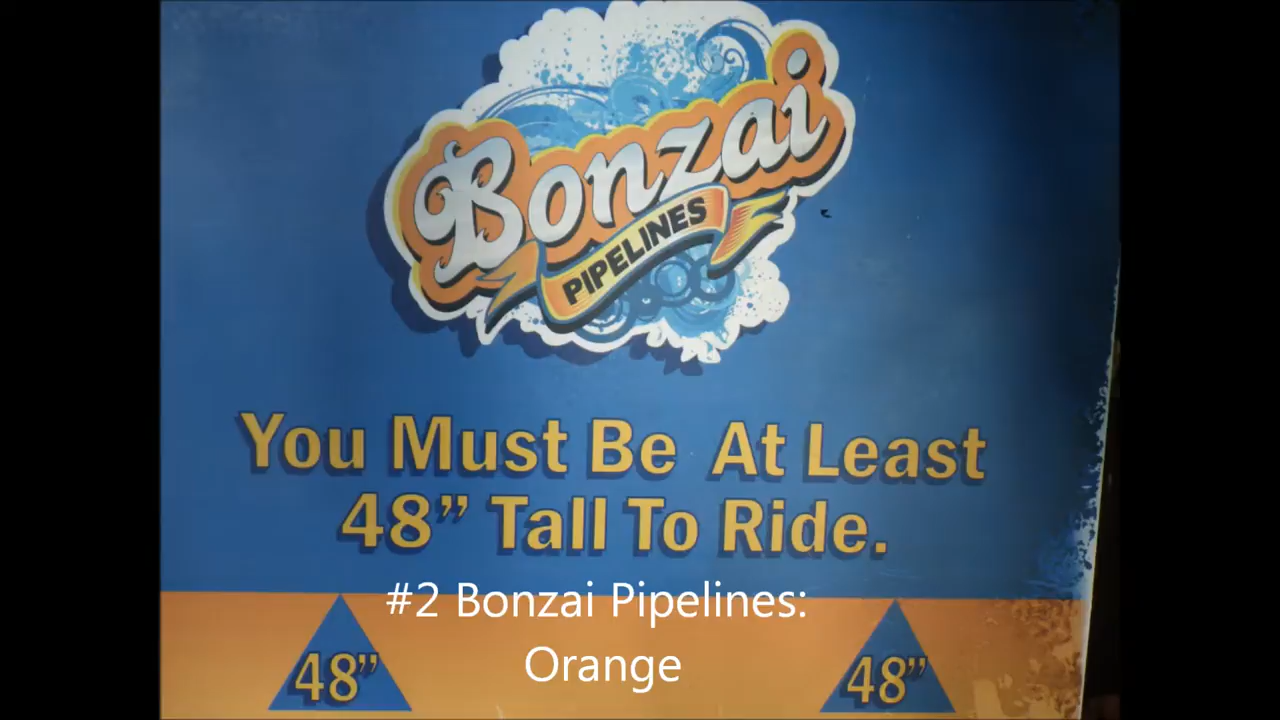 Bonzai
PIPELINES
You Must Be At Least
48” Tall To Ride.
#2 Bonzai Pipelines:
Orange
48”
48”